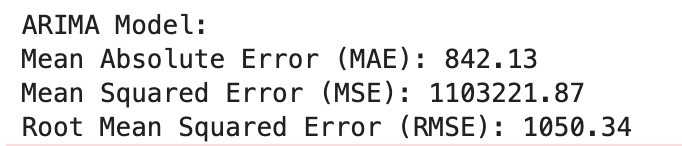 ARIMA Model:
Mean Absolute Error (MAE): 842.13
Mean Squared Error (MSE): 1103221.87
Root Mean Squared Error (RMSE): 1050.34